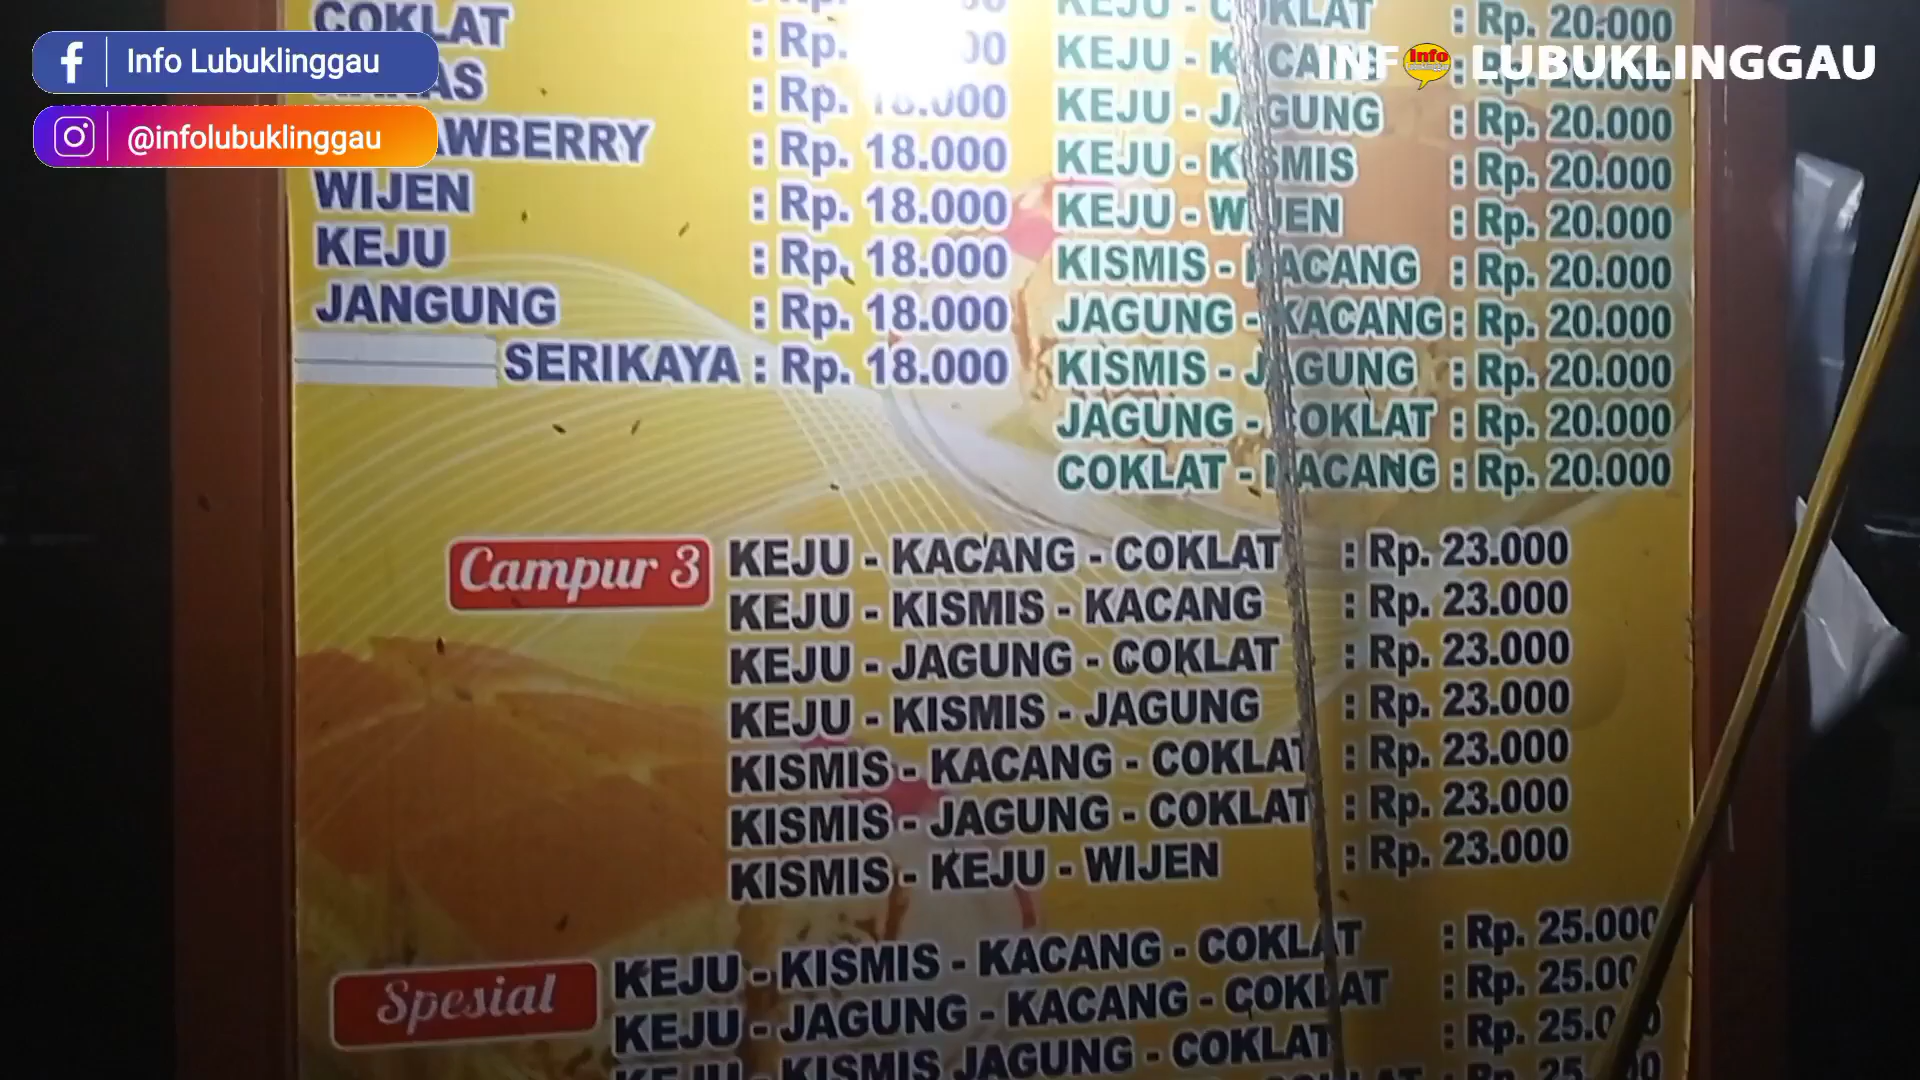 Info Lubuklinggau
@infolubuklinggau
INFO LUBUKLINGGAU
COKLAT
WIJEN : Rp. 18.000
KEJU : Rp. 18.000
JANGUNG : Rp. 18.000
SERIKAYA : Rp. 18.000
KEJU - COKLAT : Rp. 20.000
KEJU - KACANG
KEJU - JAGUNG : Rp. 20.000
KEJU - KISMIS : Rp. 20.000
KEJU - WIJEN : Rp. 20.000
KISMIS - KACANG : Rp. 20.000
JAGUNG - KACANG : Rp. 20.000
KISMIS - JAGUNG : Rp. 20.000
JAGUNG - COKLAT : Rp. 20.000
COKLAT - KACANG : Rp. 20.000
Campur 3
KEJU - KACANG - COKLAT : Rp. 23.000
KEJU - KISMIS - KACANG : Rp. 23.000
KEJU - JAGUNG - COKLAT : Rp. 23.000
KEJU - KISMIS - JAGUNG : Rp. 23.000
KISMIS - KACANG - COKLAT : Rp. 23.000
KISMIS - JAGUNG - COKLAT : Rp. 23.000
KISMIS - KEJU - WIJEN : Rp. 23.000
Spesial
KEJU - KISMIS - KACANG - COKLAT : Rp. 25.000
KEJU - JAGUNG - KACANG - COKLAT : Rp. 25.000
KEJU - KISMIS JAGUNG - COKLAT : Rp. 25.000